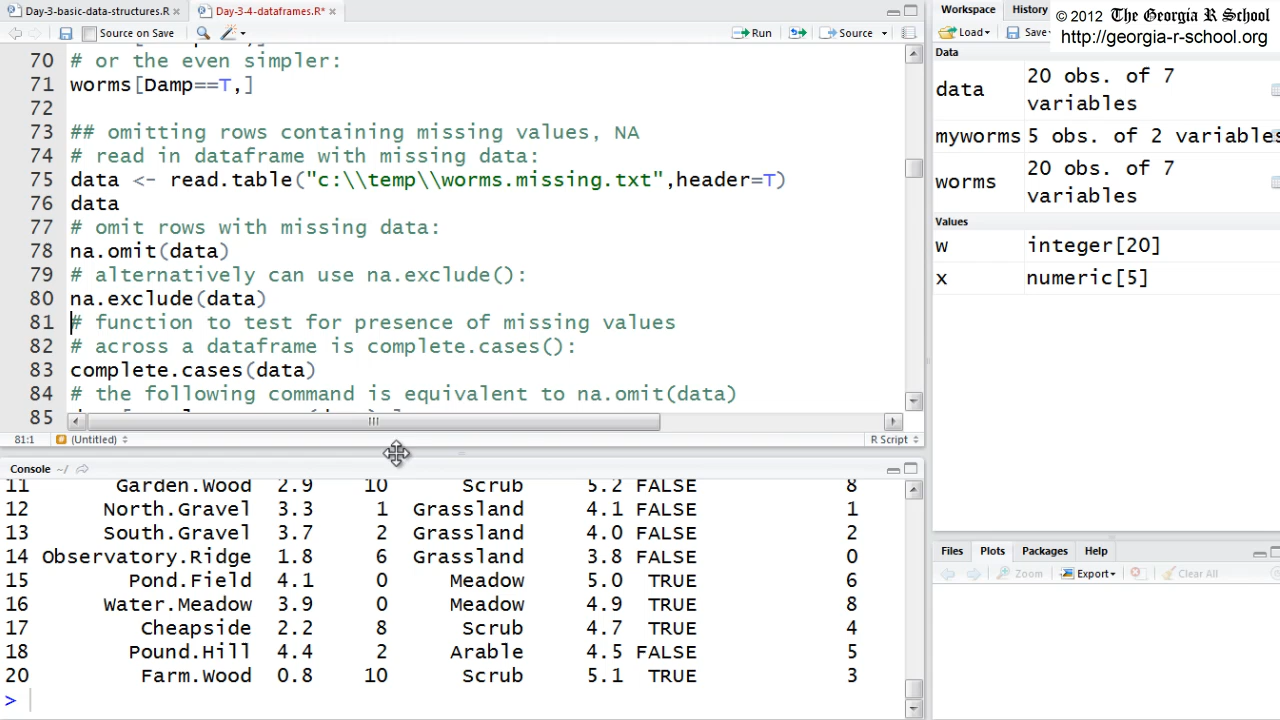 Day-3-basic-data-structures.R
Day-3-4-dataframes.R*
Source on Save
Run
Source
70 # or the even simpler:
71 worms[Damp==T,]
72
73 ## omitting rows containing missing values, NA
74 # read in dataframe with missing data:
75 data <- read.table("c:\\temp\\worms.missing.txt",header=T)
76 data
77 # omit rows with missing data:
78 na.omit(data)
79 # alternatively can use na.exclude():
80 na.exclude(data)
81 # function to test for presence of missing values
82 # across a dataframe is complete.cases():
83 complete.cases(data)
84 # the following command is equivalent to na.omit(data)
85
81:1 (Untitled) R Script
Console ~/
11 Garden.Wood 2.9 10 Scrub 5.2 FALSE 8
12 North.Gravel 3.3 1 Grassland 4.1 FALSE 1
13 South.Gravel 3.7 2 Grassland 4.0 FALSE 2
14 Observatory.Ridge 1.8 6 Grassland 3.8 FALSE 0
15 Pond.Field 4.1 0 Meadow 5.0 TRUE 6
16 Water.Meadow 3.9 0 Meadow 4.9 TRUE 8
17 Cheapside 2.2 8 Scrub 4.7 TRUE 4
18 Pound.Hill 4.4 2 Arable 4.5 FALSE 5
20 Farm.Wood 0.8 10 Scrub 5.1 TRUE 3
>
Workspace History
© 2012 The Georgia R School
http://georgia-r-school.org
Load Save
Data
data 20 obs. of 7 variables
myworms 5 obs. of 2 variables
worms 20 obs. of 7 variables
Values
w integer[20]
x numeric[5]
Files Plots Packages Help
Zoom Export Clear All